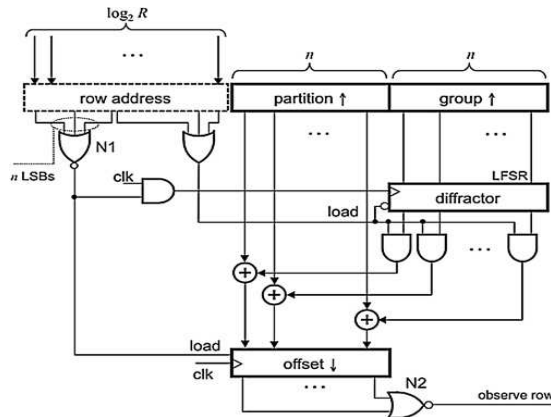 log₂ R
n
n
row address
partition ↑
group ↑
N1
n LSBs
clk
LFSR
diffractor
load
load
clk
offset ↓
N2
observe row